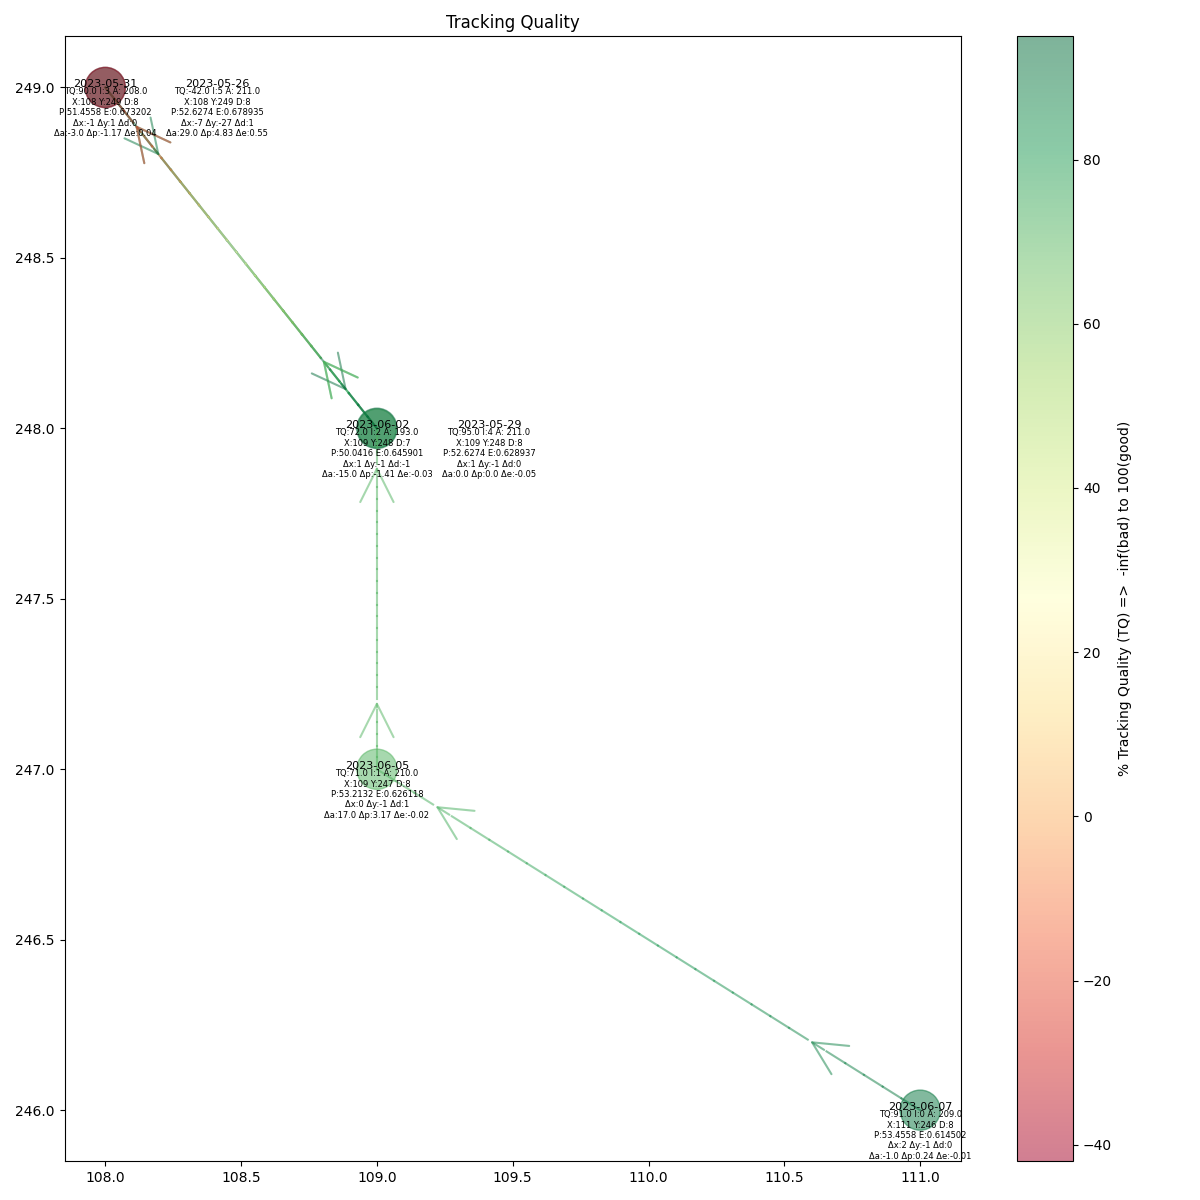 Tracking Quality
249.0
248.5
248.0
247.5
247.0
246.5
246.0
108.0
108.5
109.0
109.5
110.0
110.5
111.0
2023-05-31
TQ:90.0 I:3 A: 208.0
X:108 Y:249 D:8
P:51.4558 E:0.673202
Δx:-1 Δy:1 Δd:0
Δa:-3.0 Δp:-1.17 Δe:0.04
2023-05-26
TQ:-42.0 I:5 A: 211.0
X:108 Y:249 D:8
P:52.6274 E:0.678935
Δx:-7 Δy:-27 Δd:1
Δa:29.0 Δp:4.83 Δe:0.55
2023-06-02
TQ:72.0 I:2 A: 193.0
X:109 Y:248 D:7
P:50.0416 E:0.645901
Δx:1 Δy:-1 Δd:-1
Δa:-15.0 Δp:-1.41 Δe:-0.03
2023-05-29
TQ:95.0 I:4 A: 211.0
X:109 Y:248 D:8
P:52.6274 E:0.628937
Δx:1 Δy:-1 Δd:0
Δa:0.0 Δp:0.0 Δe:-0.05
2023-06-05
TQ:71.0 I:1 A: 210.0
X:109 Y:247 D:8
P:53.2132 E:0.626118
Δx:0 Δy:-1 Δd:1
Δa:17.0 Δp:3.17 Δe:-0.02
2023-06-07
TQ:91.0 I:0 A: 209.0
X:111 Y:246 D:8
P:53.4558 E:0.614502
Δx:2 Δy:-1 Δd:0
Δa:-1.0 Δp:0.24 Δe:-0.01
80
60
40
20
0
−20
−40
% Tracking Quality (TQ) => -inf(bad) to 100(good)